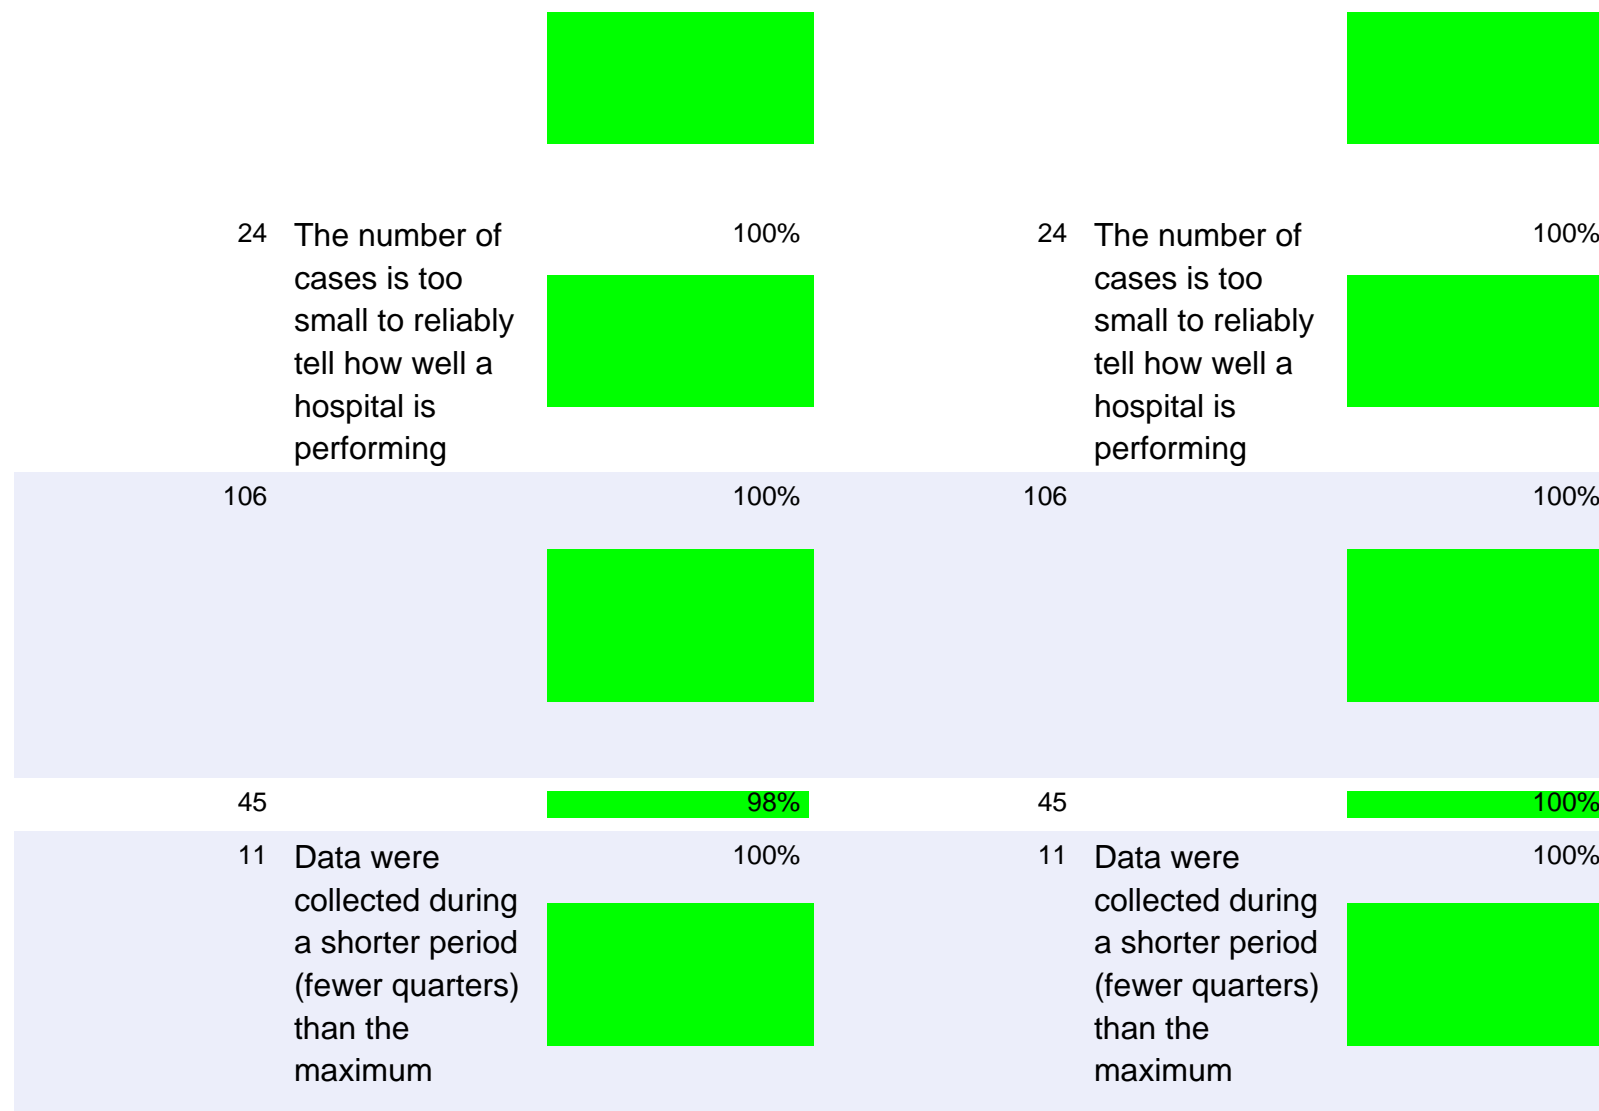 24 The number of 100% 24 The number of 100%
cases is too cases is too
small to reliably small to reliably
tell how well a tell how well a
hospital is hospital is
performing performing
106 100% 106 100%
45 98% 45 100%
11 Data were 100% 11 Data were 100%
collected during collected during
a shorter period a shorter period
(fewer quarters) (fewer quarters)
than the than the
maximum maximum